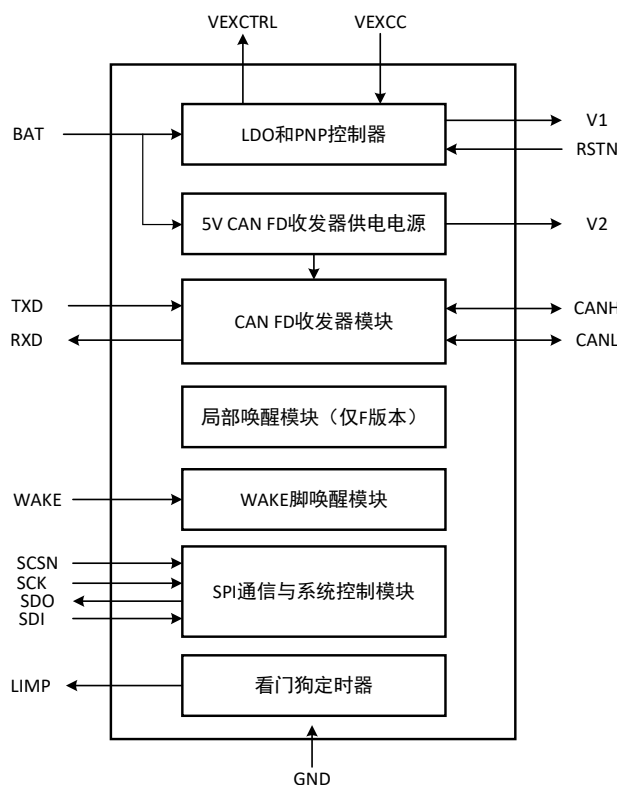 VEXCTRL VEXCC
LDO和PNP控制器
BAT
V1
RSTN
5V CAN FD收发器供电电源
V2
TXD
RXD
CAN FD收发器模块
CANH
CANL
局部唤醒模块（仅F版本）
WAKE
WAKE脚唤醒模块
SCSN
SCK
SDO
SDI
SPI通信与系统控制模块
LIMP
看门狗定时器
GND